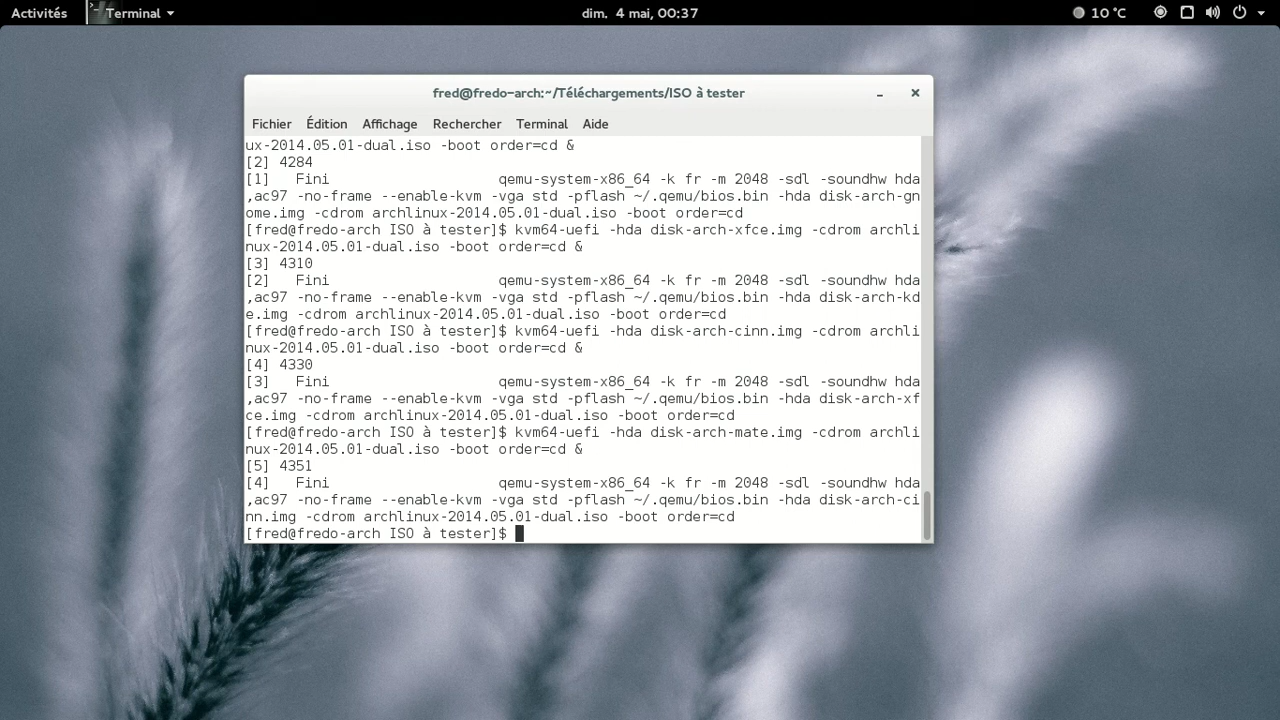 Activités Terminal dim. 4 mai, 00:37 10 °C
fred@fredo-arch:~/Téléchargements/ISO à tester
Fichier Édition Affichage Rechercher Terminal Aide
ux-2014.05.01-dual.iso -boot order=cd &
[2] 4284
[1]   Fini                    qemu-system-x86_64 -k fr -m 2048 -sdl -soundhw hda
,ac97 -no-frame --enable-kvm -vga std -pflash ~/.qemu/bios.bin -hda disk-arch-gn
ome.img -cdrom archlinux-2014.05.01-dual.iso -boot order=cd
[fred@fredo-arch ISO à tester]$ kvm64-uefi -hda disk-arch-xfce.img -cdrom archli
nux-2014.05.01-dual.iso -boot order=cd &
[3] 4310
[2]   Fini                    qemu-system-x86_64 -k fr -m 2048 -sdl -soundhw hda
,ac97 -no-frame --enable-kvm -vga std -pflash ~/.qemu/bios.bin -hda disk-arch-kd
e.img -cdrom archlinux-2014.05.01-dual.iso -boot order=cd
[fred@fredo-arch ISO à tester]$ kvm64-uefi -hda disk-arch-cinn.img -cdrom archli
nux-2014.05.01-dual.iso -boot order=cd &
[4] 4330
[3]   Fini                    qemu-system-x86_64 -k fr -m 2048 -sdl -soundhw hda
,ac97 -no-frame --enable-kvm -vga std -pflash ~/.qemu/bios.bin -hda disk-arch-xf
ce.img -cdrom archlinux-2014.05.01-dual.iso -boot order=cd
[fred@fredo-arch ISO à tester]$ kvm64-uefi -hda disk-arch-mate.img -cdrom archli
nux-2014.05.01-dual.iso -boot order=cd &
[5] 4351
[4]   Fini                    qemu-system-x86_64 -k fr -m 2048 -sdl -soundhw hda
,ac97 -no-frame --enable-kvm -vga std -pflash ~/.qemu/bios.bin -hda disk-arch-ci
nn.img -cdrom archlinux-2014.05.01-dual.iso -boot order=cd
[fred@fredo-arch ISO à tester]$